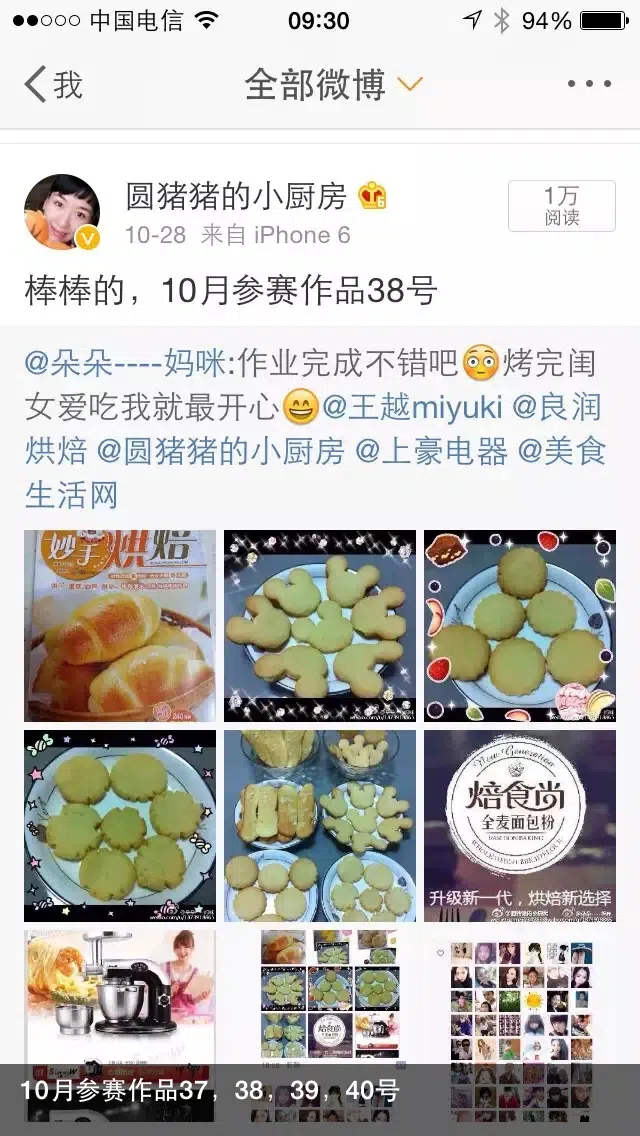 中国电信
09:30
94%
我
全部微博
圆猪猪的小厨房
6
1万
阅读
10-28 来自 iPhone 6
棒棒的，10月参赛作品38号
@朵朵----妈咪:作业完成不错吧😳烤完闺
女爱吃我就最开心😄@王越miyuki @良润
烘焙 @圆猪猪的小厨房 @上豪电器 @美食
生活网
妙手烘焙
New Generation
焙食尚
全麦面包粉
升级新一代，烘焙新选择
10月参赛作品37，38，39，40号